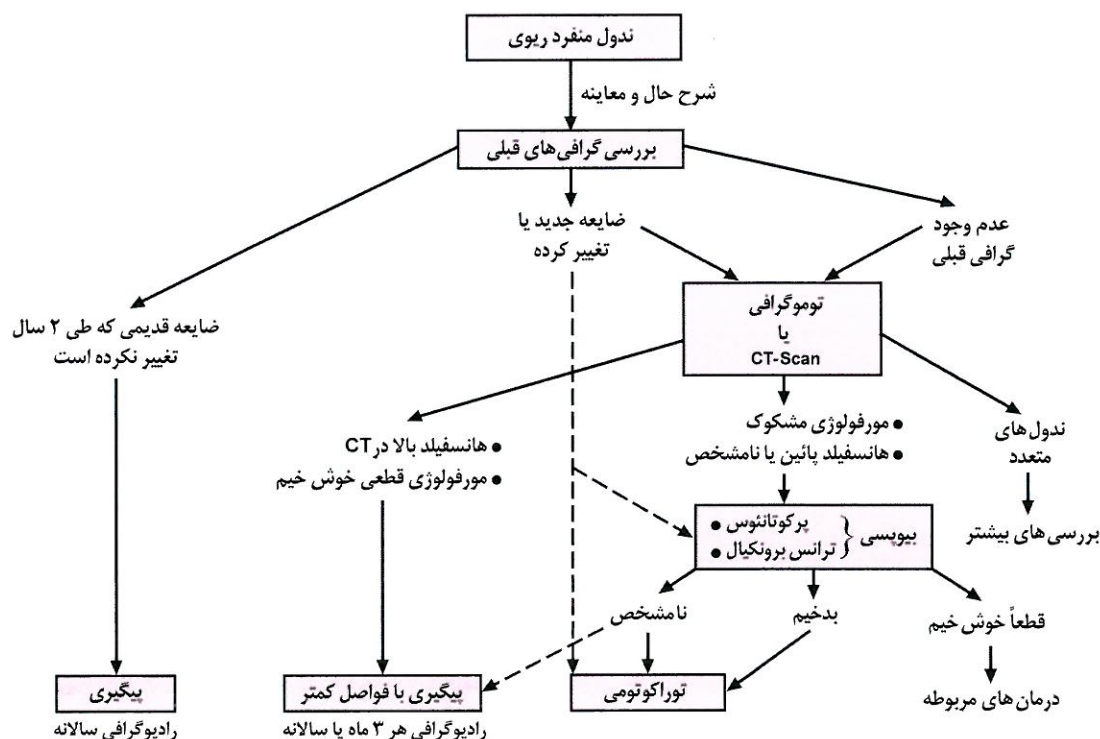 ندول منفرد ریوی
شرح حال و معاینه
بررسی گرافی‌های قبلی
ضایعه جدید یا
تغییر کرده
عدم وجود
گرافی قبلی
ضایعه قدیمی که طی ۲ سال
تغییر نکرده است
توموگرافی
یا
CT-Scan
● هانسفیلد بالا در CT
● مورفولوژی قطعی خوش خیم
● مورفولوژی مشکوک
● هانسفیلد پائین یا نامشخص
ندول‌های
متعدد
بررسی‌های بیشتر
بیوپسی { پرکوتانئوس ●
ترانس برونکیال ●
نامشخص
بدخیم
قطعاً خوش خیم
درمان‌های مربوطه
توراکوتومی
پیگیری با فواصل کمتر
رادیوگرافی هر ۳ ماه یا سالانه
پیگیری
رادیوگرافی سالانه